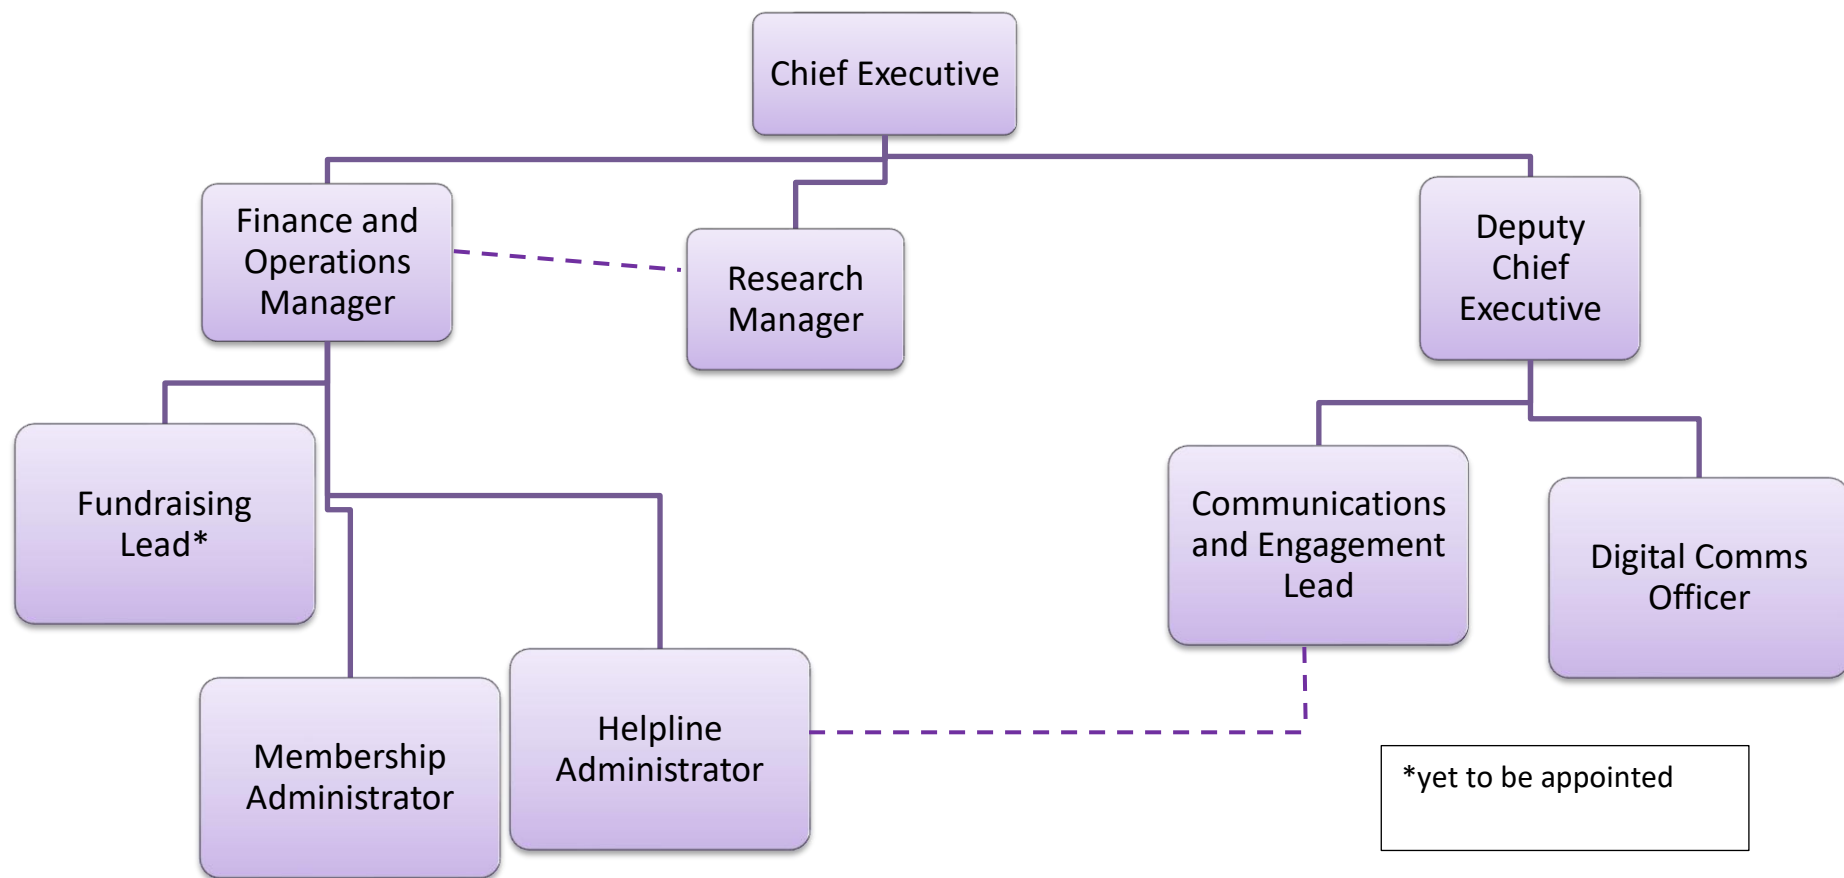 Chief Executive
Finance and
Operations
Manager
Research
Manager
Deputy
Chief
Executive
Fundraising
Lead*
Communications
and Engagement
Lead
Digital Comms
Officer
Membership
Administrator
Helpline
Administrator
*yet to be appointed